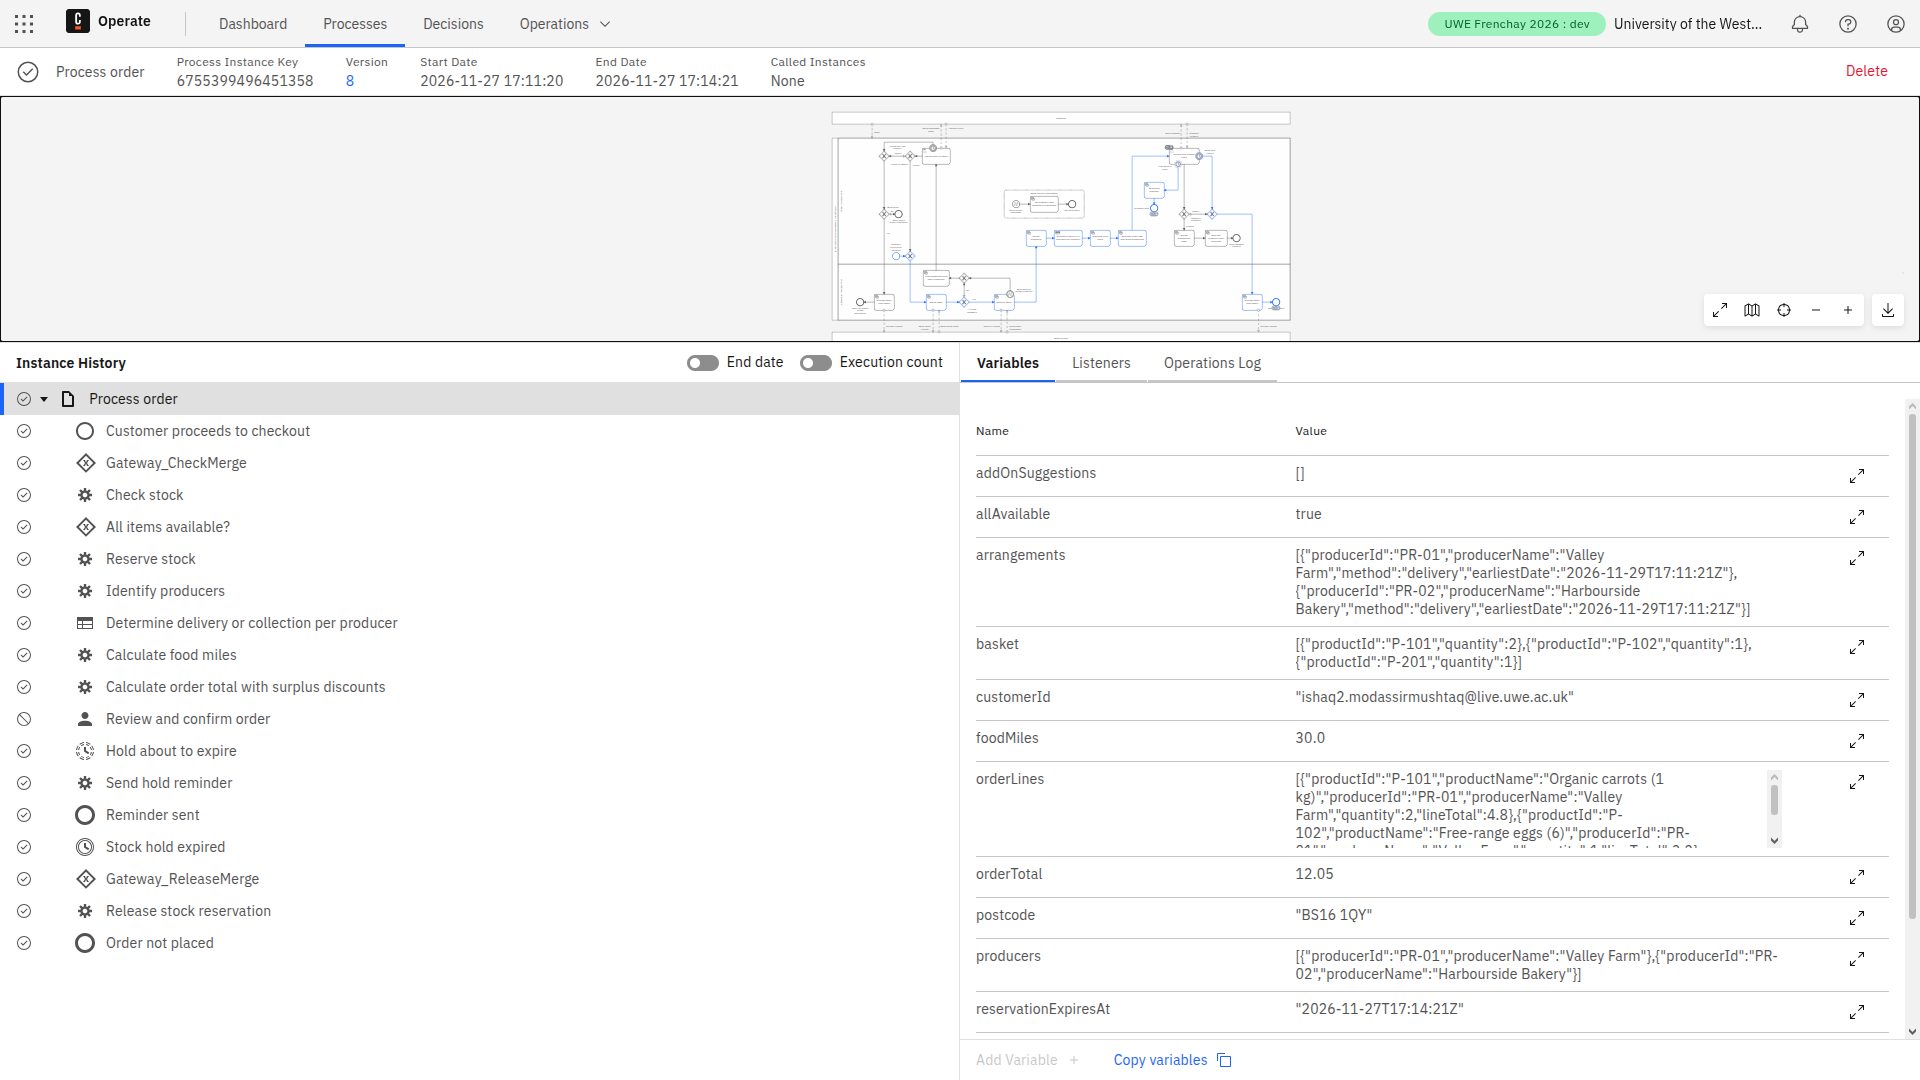 Operate
Dashboard
Processes
Decisions
Operations
UWE Frenchay 2026 : dev
University of the West...
Process order
Process Instance Key
6755399496451358
Version
8
Start Date
2026-11-27 17:11:20
End Date
2026-11-27 17:14:21
Called Instances
None
Delete
Instance History
End date
Execution count
Process order
Customer proceeds to checkout
Gateway_CheckMerge
Check stock
All items available?
Reserve stock
Identify producers
Determine delivery or collection per producer
Calculate food miles
Calculate order total with surplus discounts
Review and confirm order
Hold about to expire
Send hold reminder
Reminder sent
Stock hold expired
Gateway_ReleaseMerge
Release stock reservation
Order not placed
Variables
Listeners
Operations Log
Name
Value
addOnSuggestions
[]
allAvailable
true
arrangements
[{"producerId":"PR-01","producerName":"Valley
Farm","method":"delivery","earliestDate":"2026-11-29T17:11:21Z"},
{"producerId":"PR-02","producerName":"Harbourside
Bakery","method":"delivery","earliestDate":"2026-11-29T17:11:21Z"}]
basket
[{"productId":"P-101","quantity":2},{"productId":"P-102","quantity":1},
{"productId":"P-201","quantity":1}]
customerId
"ishaq2.modassirmushtaq@live.uwe.ac.uk"
foodMiles
30.0
orderLines
[{"productId":"P-101","productName":"Organic carrots (1
kg)","producerId":"PR-01","producerName":"Valley
Farm","quantity":2,"lineTotal":4.8},{"productId":"P-
102","productName":"Free-range eggs (6)","producerId":"PR-
orderTotal
12.05
postcode
"BS16 1QY"
producers
[{"producerId":"PR-01","producerName":"Valley Farm"},{"producerId":"PR-
02","producerName":"Harbourside Bakery"}]
reservationExpiresAt
"2026-11-27T17:14:21Z"
Add Variable +
Copy variables